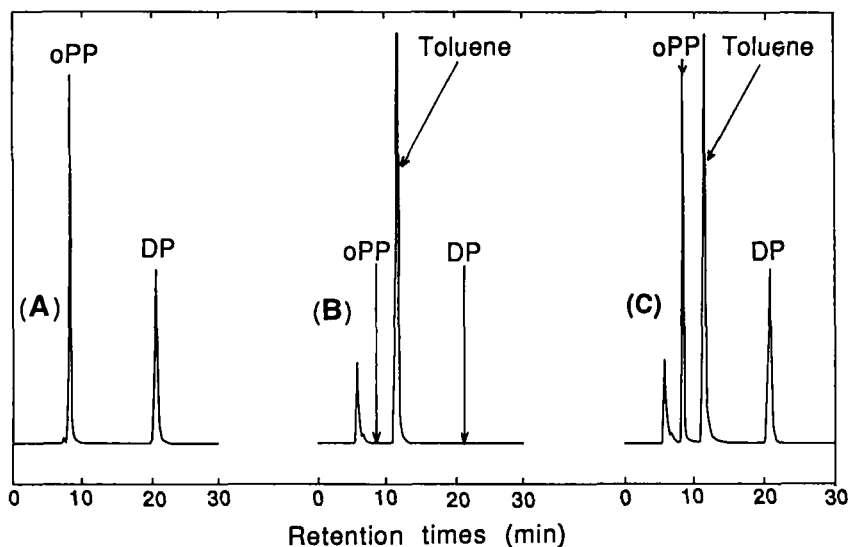 oPP
DP
(A)
Toluene
oPP
DP
(B)
oPP
Toluene
DP
(C)
0 10 20 30 0 10 20 30 0 10 20 30
Retention times (min)